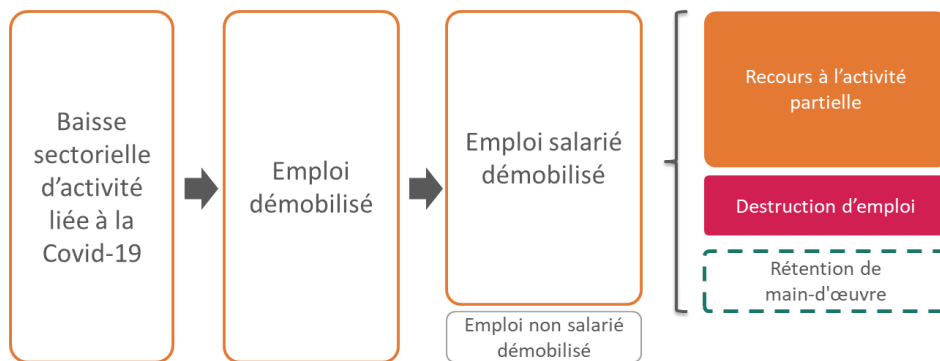 Baisse
sectorielle
d’activité
liée à la
Covid-19
Emploi
démobilisé
Emploi salarié
démobilisé
Emploi non salarié
démobilisé
Recours à l’activité
partielle
Destruction d’emploi
Rétention de
main-d'œuvre